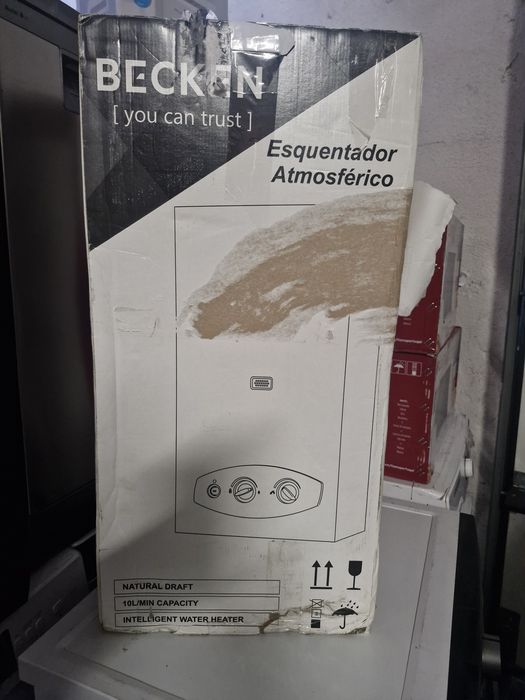 BECKEN
[ you can trust ]
Esquentador
Atmosférico
NATURAL DRAFT
10L/MIN CAPACITY
INTELLIGENT WATER HEATER